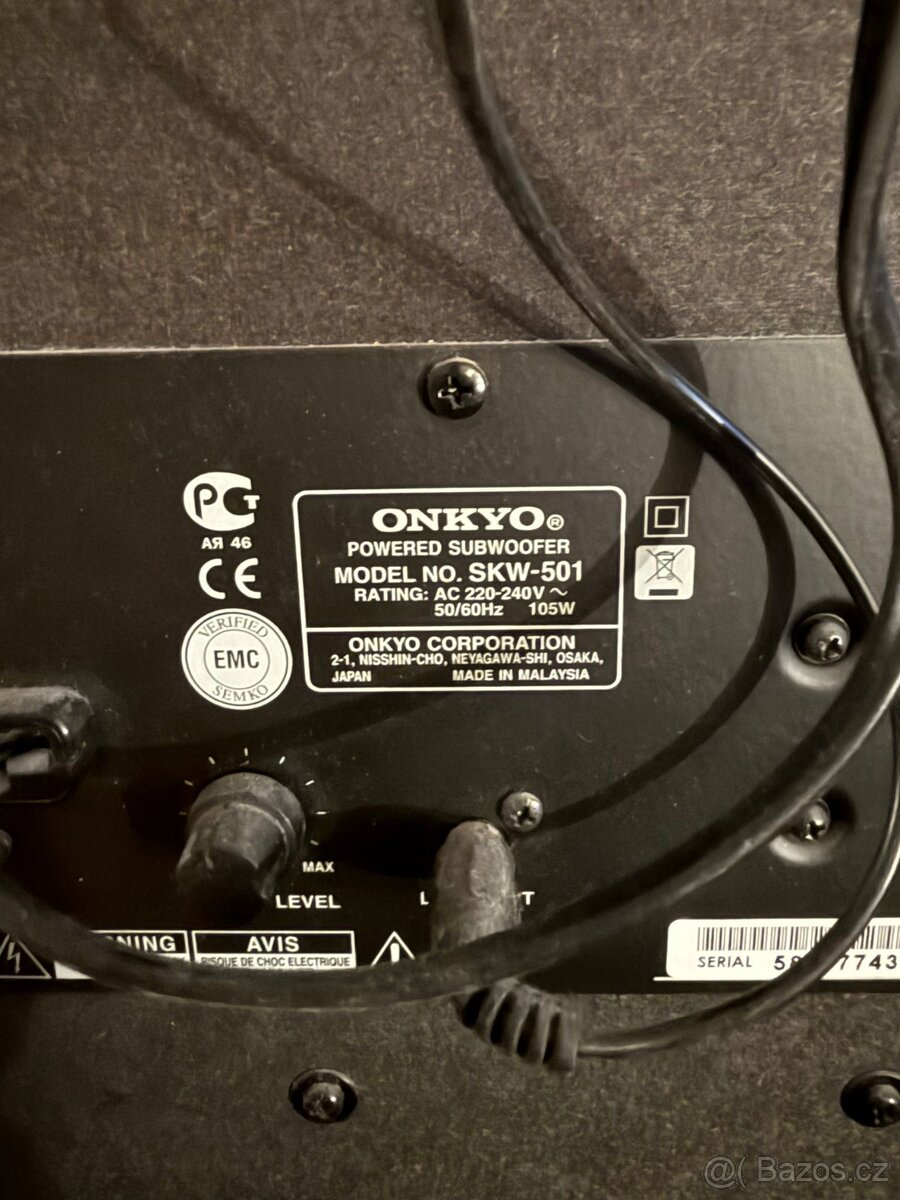 РСТ
АЯ 46
CE
VERIFIED
EMC
SEMKO
ONKYO®
POWERED SUBWOOFER
MODEL NO. SKW-501
RATING: AC 220-240V ~
50/60Hz 105W
ONKYO CORPORATION
2-1, NISSHIN-CHO, NEYAGAWA-SHI, OSAKA,
JAPAN MADE IN MALAYSIA
MAX
LEVEL
AVIS
RISQUE DE CHOC ELECTRIQUE
SERIAL
@( Bazos.cz